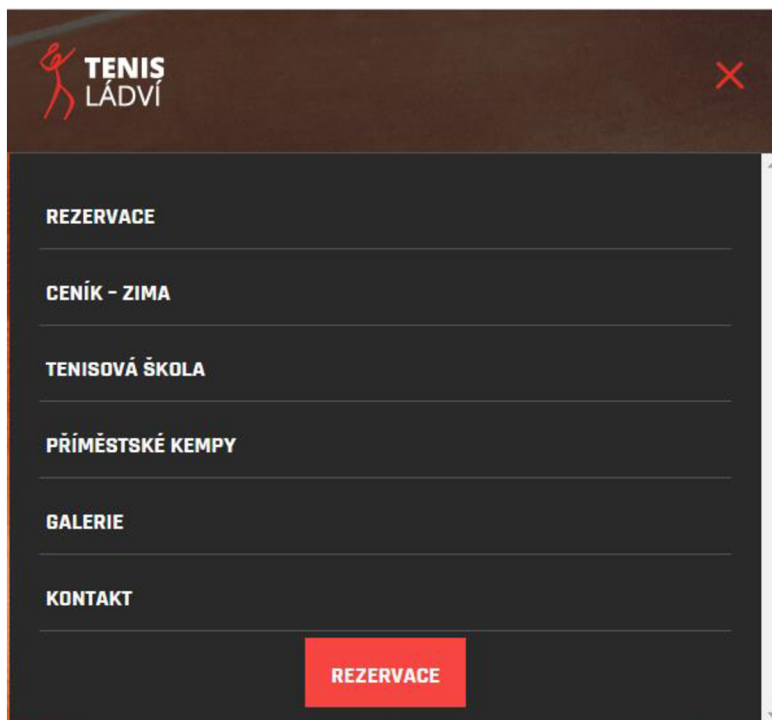 TENIS
LÁDVÍ
REZERVACE
CENÍK – ZIMA
TENISOVÁ ŠKOLA
PŘÍMĚSTSKÉ KEMPY
GALERIE
KONTAKT
REZERVACE